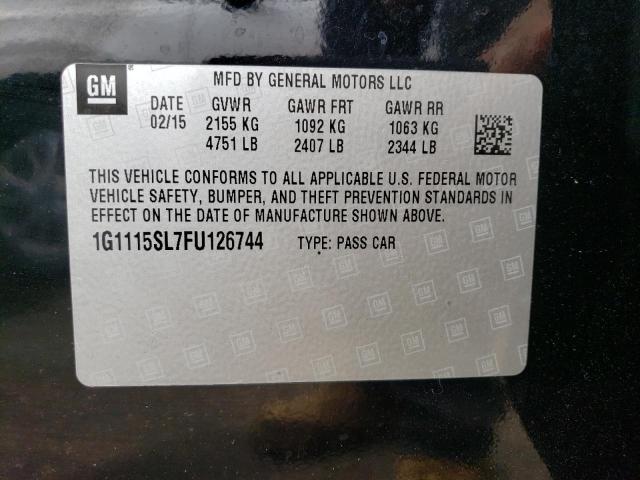 GM
MFD BY GENERAL MOTORS LLC
DATE GVWR GAWR FRT GAWR RR
02/15 2155 KG 1092 KG 1063 KG
4751 LB 2407 LB 2344 LB
THIS VEHICLE CONFORMS TO ALL APPLICABLE U.S. FEDERAL MOTOR
VEHICLE SAFETY, BUMPER, AND THEFT PREVENTION STANDARDS IN
EFFECT ON THE DATE OF MANUFACTURE SHOWN ABOVE.
1G1115SL7FU126744 TYPE: PASS CAR